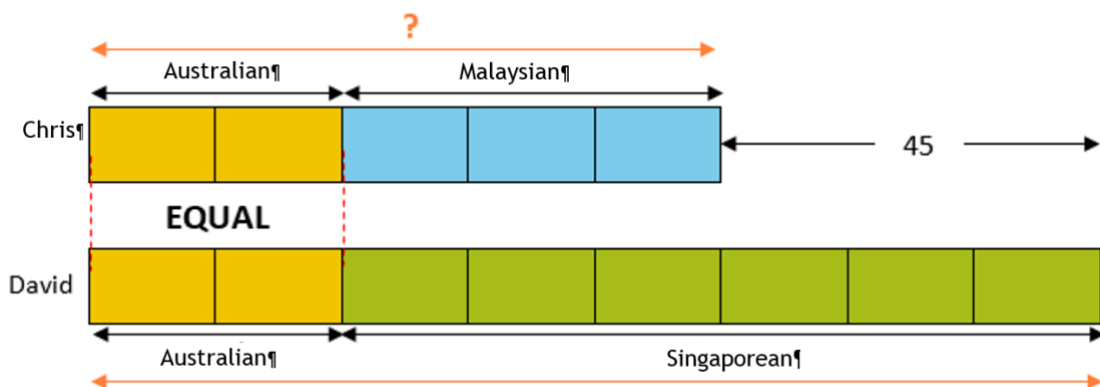 ?
Australian¶ Malaysian¶
Chris¶
45
EQUAL
David
Australian¶ Singaporean¶